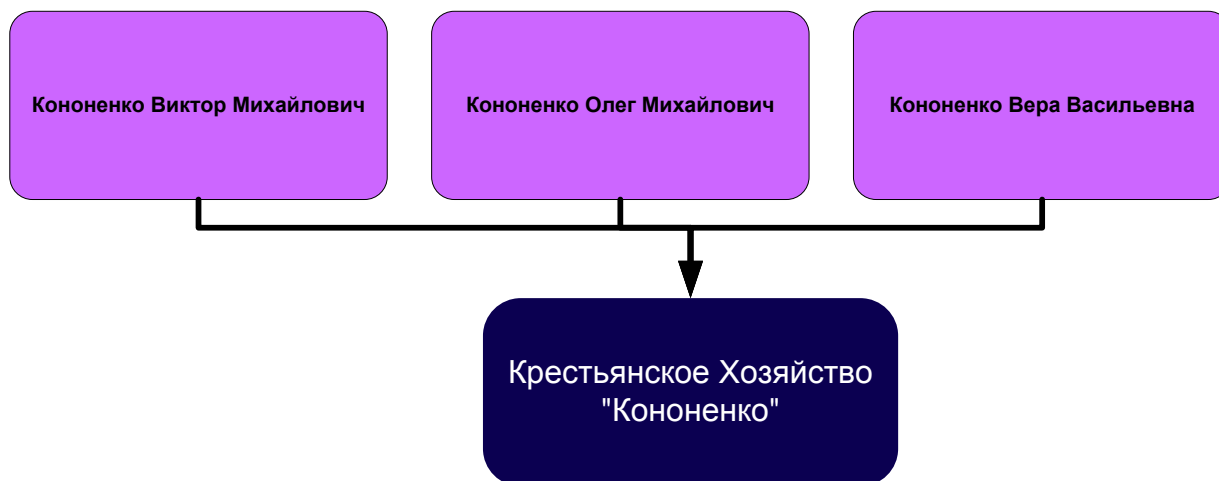 Кононенко Виктор Михайлович
Кононенко Олег Михайлович
Кононенко Вера Васильевна
Крестьянское Хозяйство
"Кононенко"